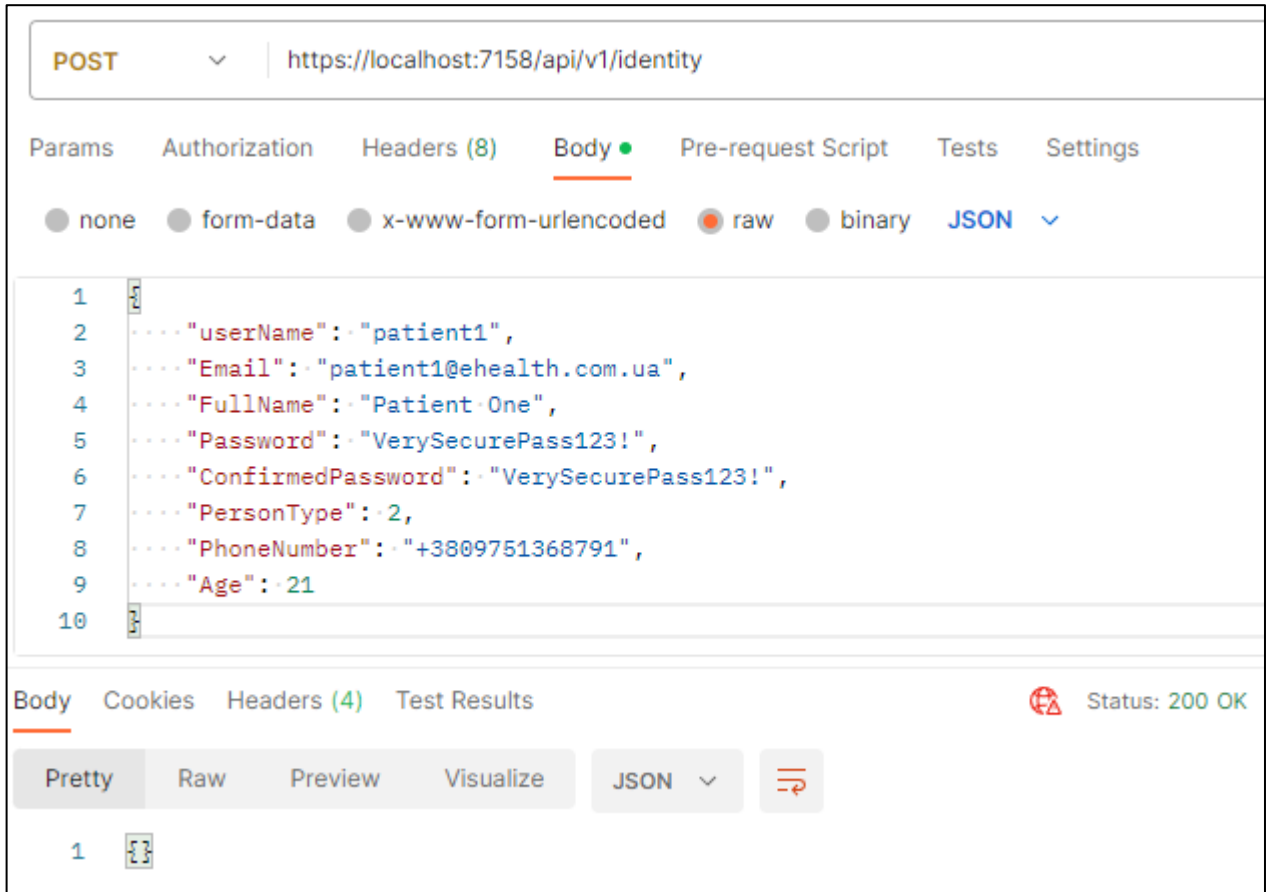 POST https://localhost:7158/api/v1/identity
Params Authorization Headers (8) Body Pre-request Script Tests Settings
none form-data x-www-form-urlencoded raw binary JSON
1 {
2 "userName": "patient1",
3 "Email": "patient1@ehealth.com.ua",
4 "FullName": "Patient One",
5 "Password": "VerySecurePass123!",
6 "ConfirmedPassword": "VerySecurePass123!",
7 "PersonType": 2,
8 "PhoneNumber": "+3809751368791",
9 "Age": 21
10 }
Body Cookies Headers (4) Test Results Status: 200 OK
Pretty Raw Preview Visualize JSON
1 {}